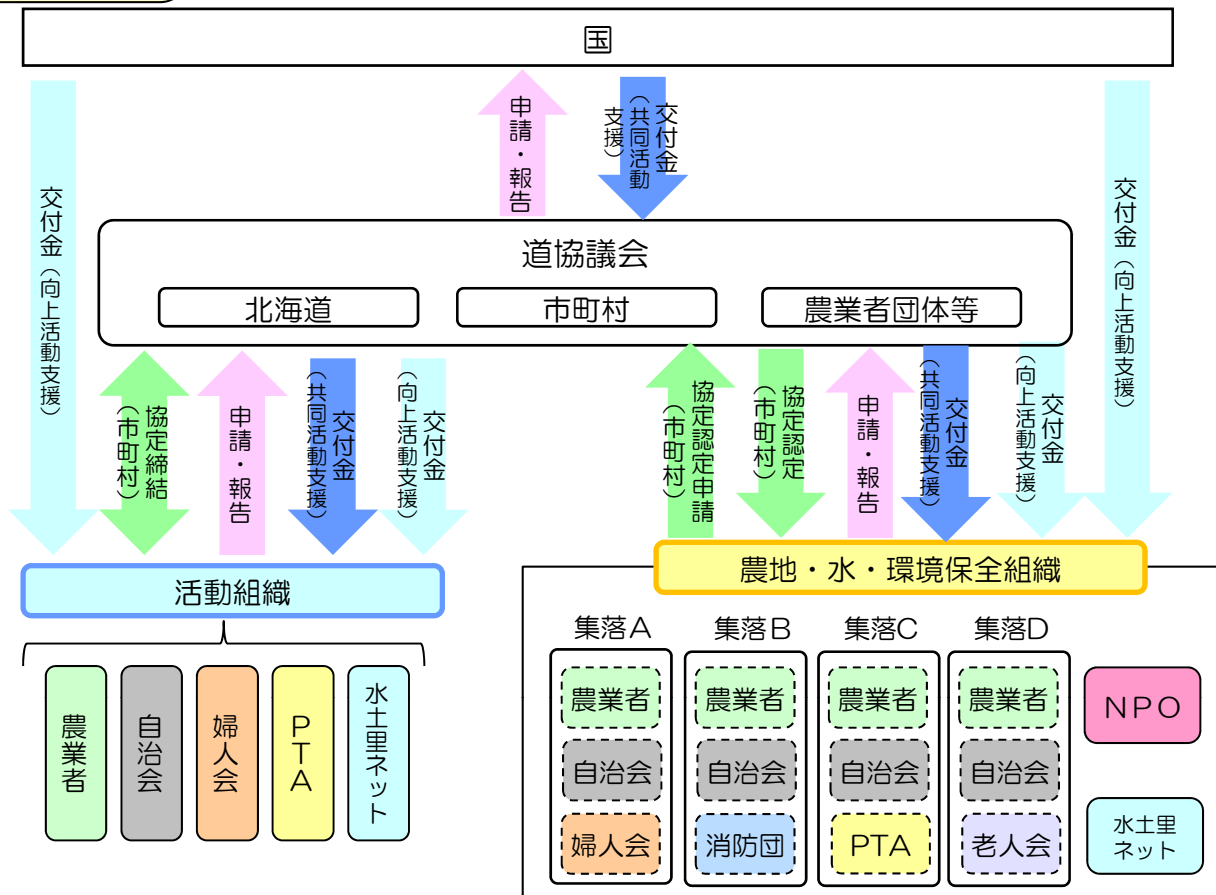 国
申請・報告
交付金
（共同活動
支援）
交付金（向上活動支援）
交付金（向上活動支援）
道協議会
北海道
市町村
農業者団体等
協定締結
（市町村）
申請・報告
交付金
（共同活動支援）
交付金
（向上活動支援）
協定認定申請
（市町村）
協定認定
（市町村）
申請・報告
交付金
（共同活動支援）
交付金
（向上活動支援）
活動組織
農業者
自治会
婦人会
PTA
水土里ネット
農地・水・環境保全組織
集落A
集落B
集落C
集落D
農業者
農業者
農業者
農業者
自治会
自治会
自治会
自治会
婦人会
消防団
PTA
老人会
NPO
水土里
ネット